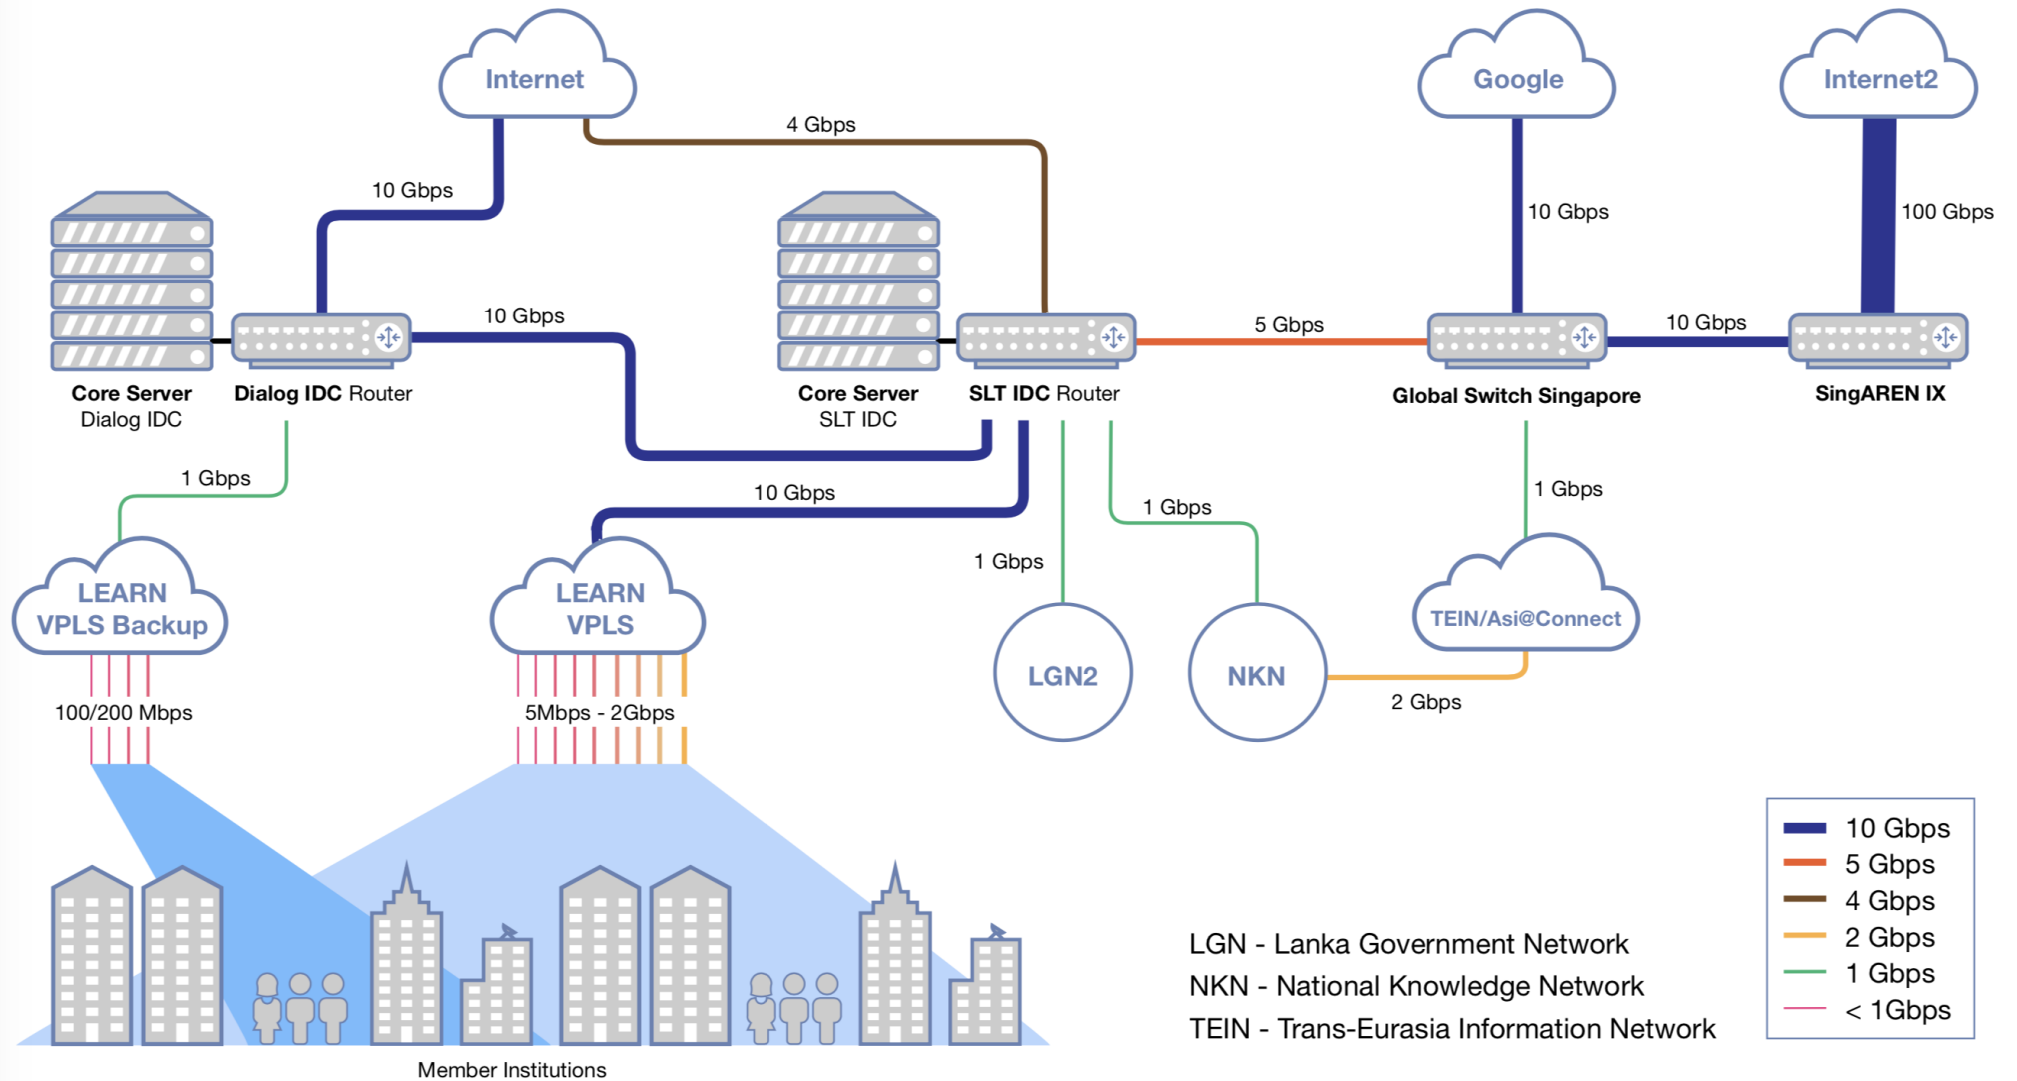 Internet
Google
Internet2
4 Gbps
10 Gbps
10 Gbps
100 Gbps
10 Gbps
5 Gbps
10 Gbps
Core Server
Dialog IDC
Dialog IDC Router
Core Server
SLT IDC
SLT IDC Router
Global Switch Singapore
SingAREN IX
1 Gbps
10 Gbps
1 Gbps
1 Gbps
1 Gbps
LEARN
VPLS Backup
LEARN
VPLS
LGN2
NKN
TEIN/Asi@Connect
2 Gbps
100/200 Mbps
5Mbps - 2Gbps
10 Gbps
5 Gbps
4 Gbps
2 Gbps
1 Gbps
< 1Gbps
LGN - Lanka Government Network
NKN - National Knowledge Network
TEIN - Trans-Eurasia Information Network
Member Institutions